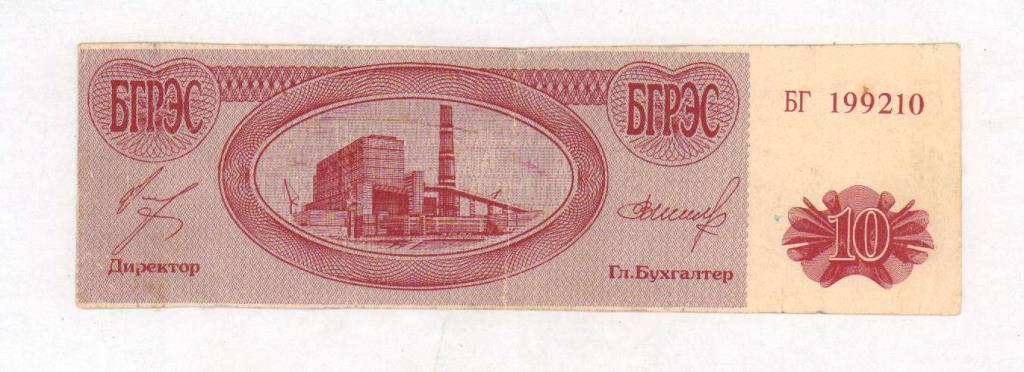 БГРЭС
БГРЭС
БГ 199210
10
Директор
Гл.Бухгалтер